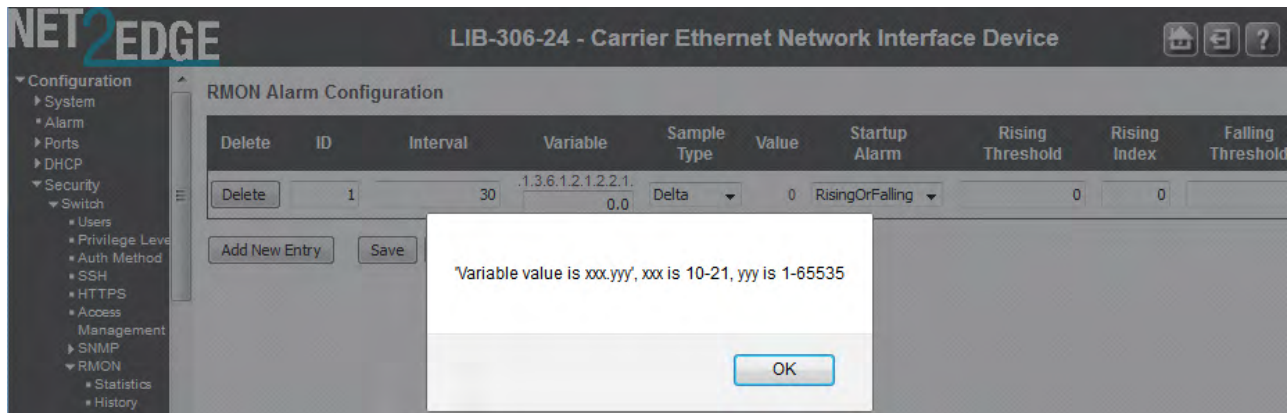 NET2EDGE
LIB-306-24 - Carrier Ethernet Network Interface Device
?
Configuration
System
Alarm
Ports
DHCP
Security
Switch
Users
Privilege Leve
Auth Method
SSH
HTTPS
Access
Management
SNMP
RMON
Statistics
History
RMON Alarm Configuration
Delete ID Interval Variable Sample Type Value Startup Alarm Rising Threshold Rising Index Falling Threshold
Delete 1 30 .1.3.6.1.2.1.2.2.1. 0.0 Delta 0 RisingOrFalling 0 0
Add New Entry Save
'Variable value is xxx.yyy', xxx is 10-21, yyy is 1-65535
OK